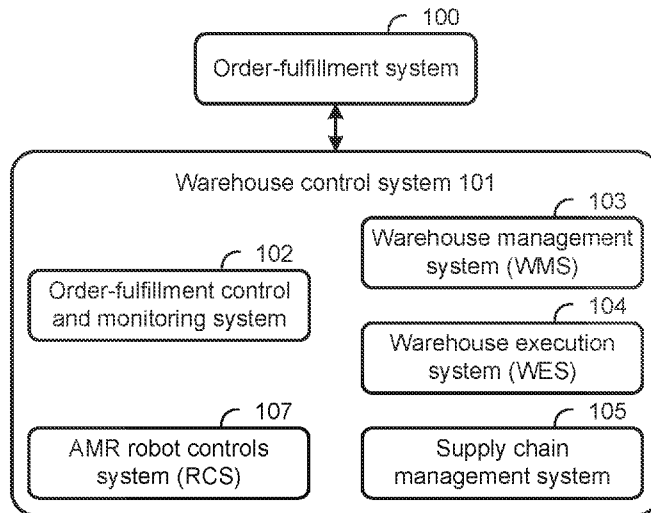 100
Order-fulfillment system
Warehouse control system 101
103
Warehouse management
system (WMS)
102
Order-fulfillment control
and monitoring system
104
Warehouse execution
system (WES)
107
AMR robot controls
system (RCS)
105
Supply chain
management system